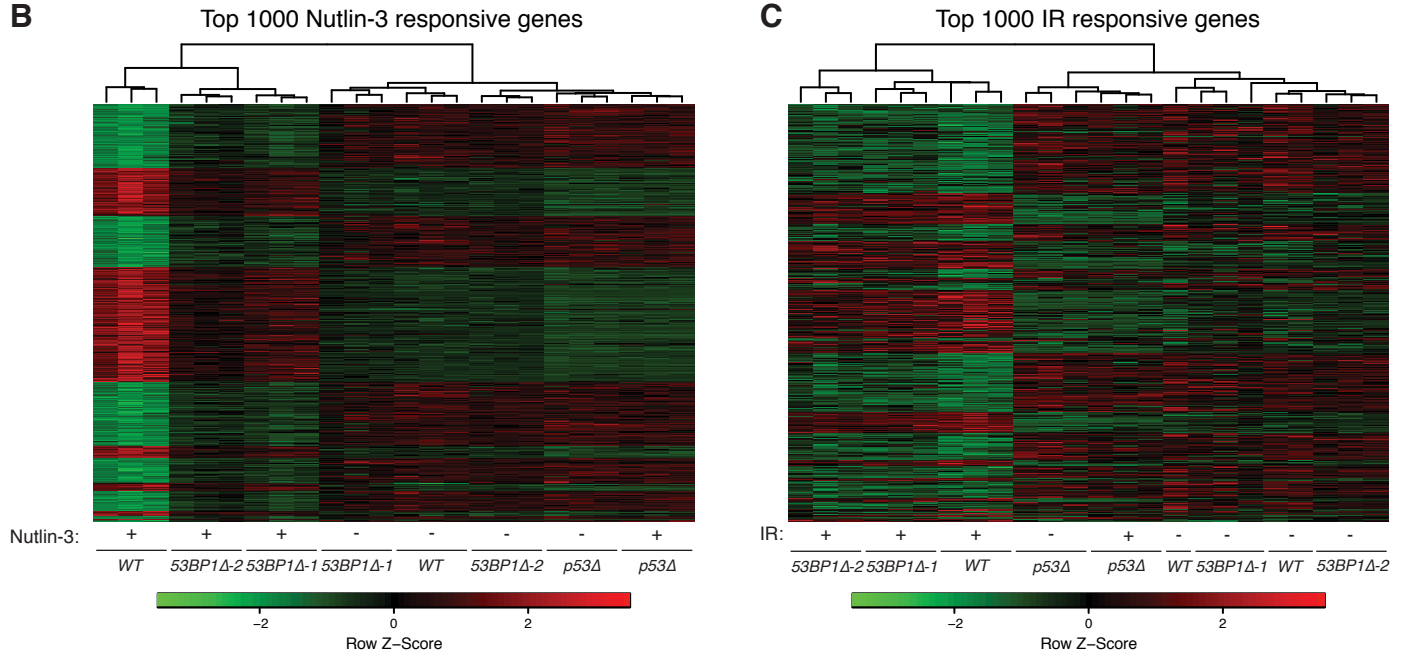 B
Top 1000 Nutlin-3 responsive genes
Nutlin-3: + + + - - - - +
WT 53BP1Δ-2 53BP1Δ-1 53BP1Δ-1 WT 53BP1Δ-2 p53Δ p53Δ
−2 0 2
Row Z−Score
C
Top 1000 IR responsive genes
IR: + + + - + - - - -
53BP1Δ-2 53BP1Δ-1 WT p53Δ p53Δ WT 53BP1Δ-1 WT 53BP1Δ-2
−2 0 2
Row Z−Score